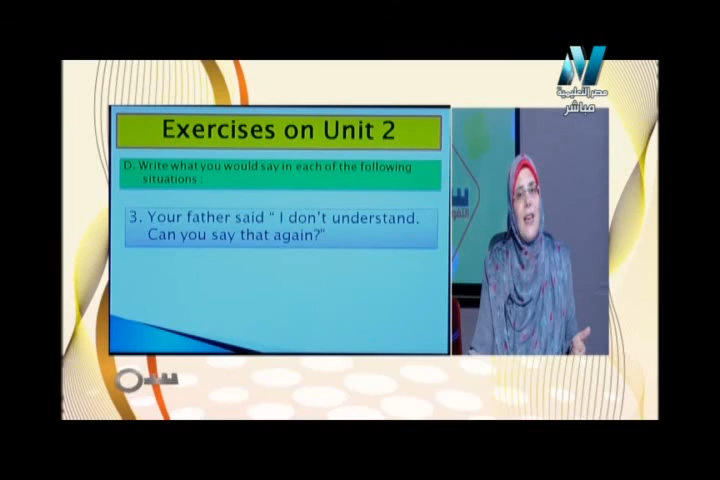 مصر التعليمية
مباشر
Exercises on Unit 2
D. Write what you would say in each of the following
situations .
3. Your father said “ I don’t understand.
Can you say that again?”